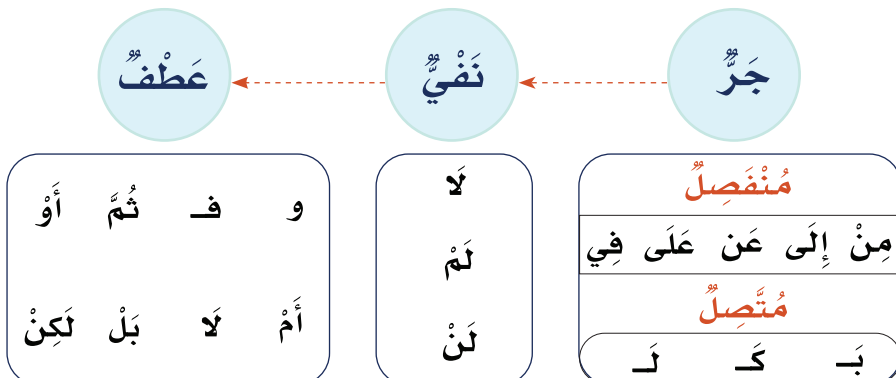 جَرٌّ
نَفْيٌّ
عَطْفٌ
مُنْفَصِلٌ
مِنْ إِلَى عَن عَلَى فِي
مُتَّصِلٌ
بَـ كَـ لَـ
لَا
لَمْ
لَنْ
و فـ ثُمَّ أَوْ
أَمْ لَا بَلْ لَكِنْ